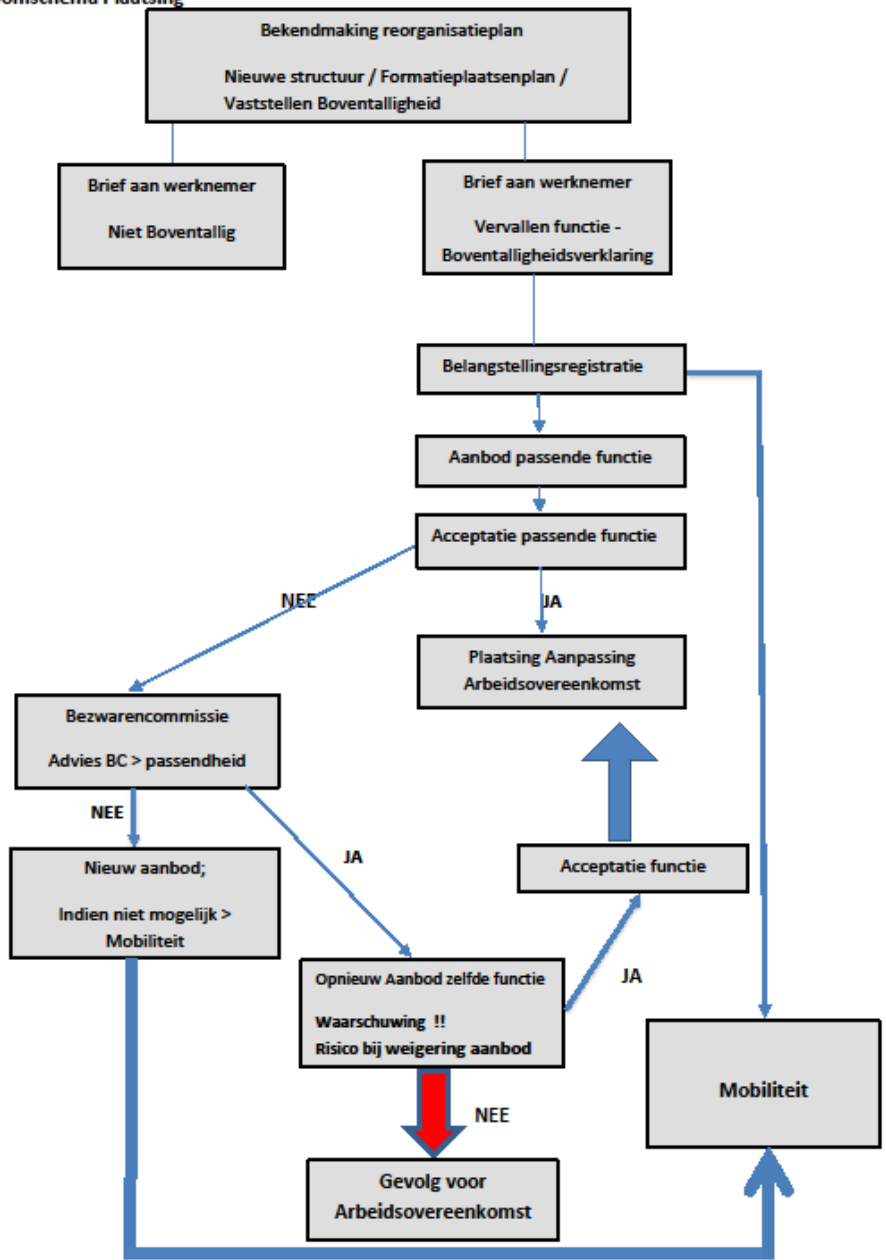 Bekendmaking reorganisatieplan
Nieuwe structuur / Formatieplaatsenplan /
Vaststellen Boventalligheid
Brief aan werknemer
Niet Boventallig
Brief aan werknemer
Vervallen functie -
Boventalligheidsverklaring
Belangstellingsregistratie
Aanbod passende functie
Acceptatie passende functie
NEE
JA
Plaatsing Aanpassing
Arbeidsovereenkomst
Bezwarencommissie
Advies BC > passendheid
NEE
JA
Nieuw aanbod;
Indien niet mogelijk >
Mobiliteit
Acceptatie functie
Opnieuw Aanbod zelfde functie
Waarschuwing !!
Risico bij weigering aanbod
JA
NEE
Mobiliteit
Gevolg voor
Arbeidsovereenkomst